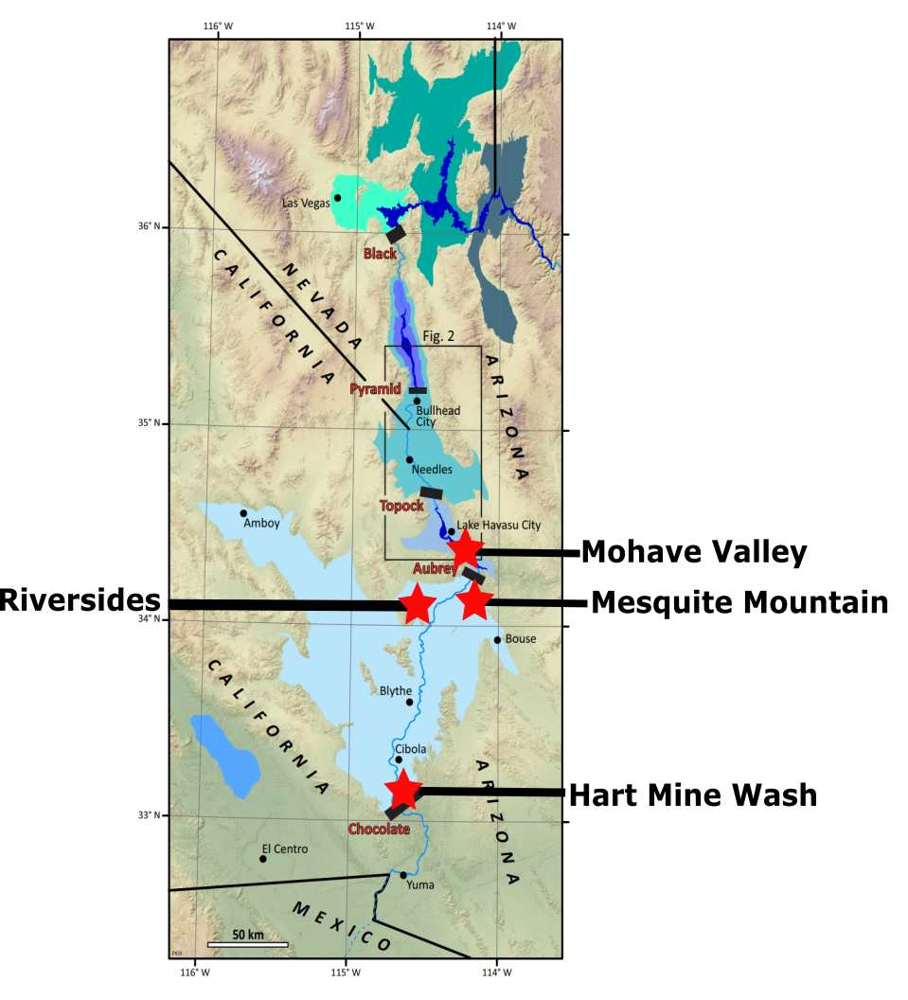 116° W
115° W
114° W
Las Vegas
36° N
Black
NEVADA
CALIFORNIA
Fig. 2
ARIZONA
Pyramid
Bullhead
City
35° N
Needles
Topock
Amboy
Lake Havasu City
Mohave Valley
Aubrey
Riversides
Mesquite Mountain
34° N
Bouse
CALIFORNIA
Blythe
Cibola
ARIZONA
Hart Mine Wash
33° N
Chocolate
El Centro
Yuma
MEXICO
50 km
PKH
116° W
115° W
114° W